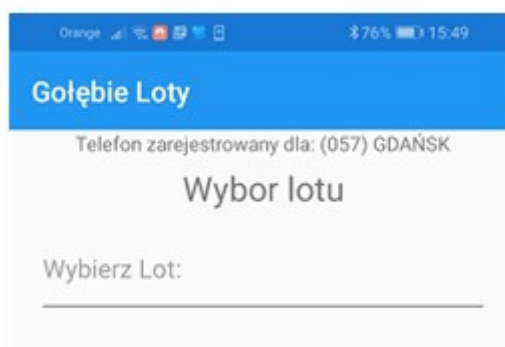 Orange 76% 15:49
Gołębie Loty
Telefon zarejestrowany dla: (057) GDAŃSK
Wybor lotu
Wybierz Lot: